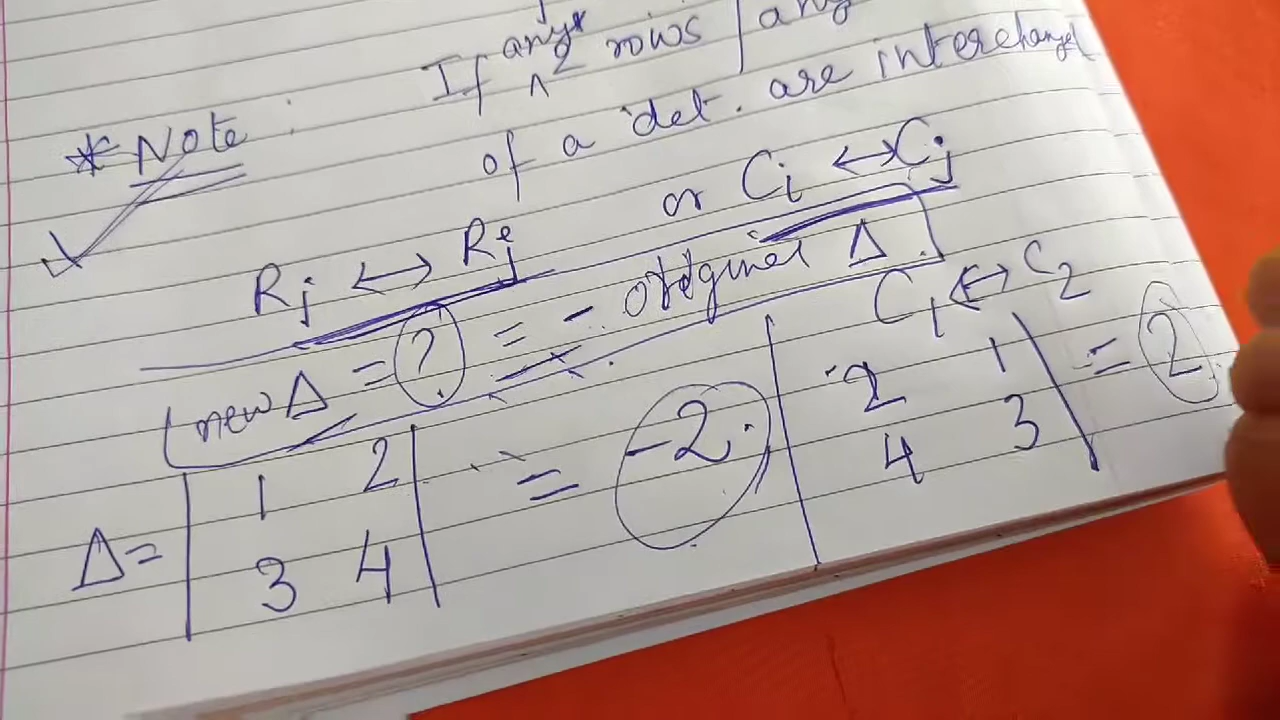 If any 2 rows / any
* Note : of a det. are interchanged
Rj ↔ Rj or Ci ↔ Cj
new Δ = ? = - original Δ.
C1 ↔ C2
Δ = | 1 2 | = -2. | 2 1 | = 2.
| 3 4 | | 4 3 |